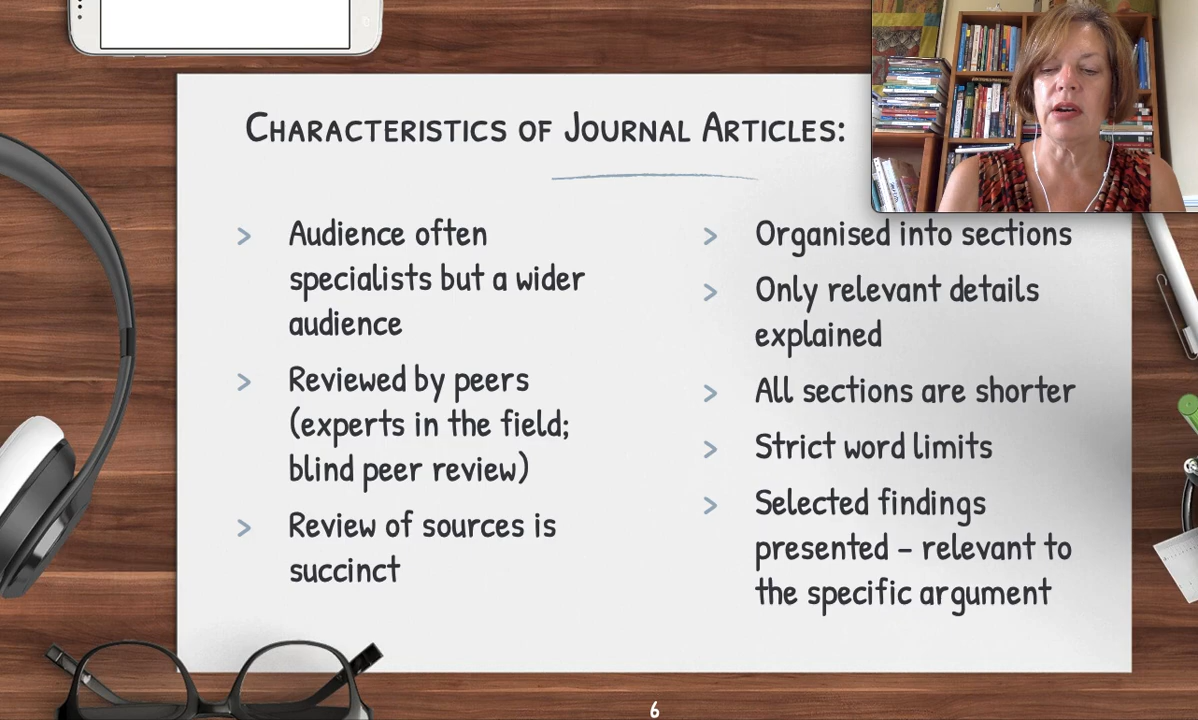 Characteristics of Journal Articles:
> Audience often
specialists but a wider
audience
> Reviewed by peers
(experts in the field;
blind peer review)
> Review of sources is
succinct
> Organised into sections
> Only relevant details
explained
> All sections are shorter
> Strict word limits
> Selected findings
presented – relevant to
the specific argument
6